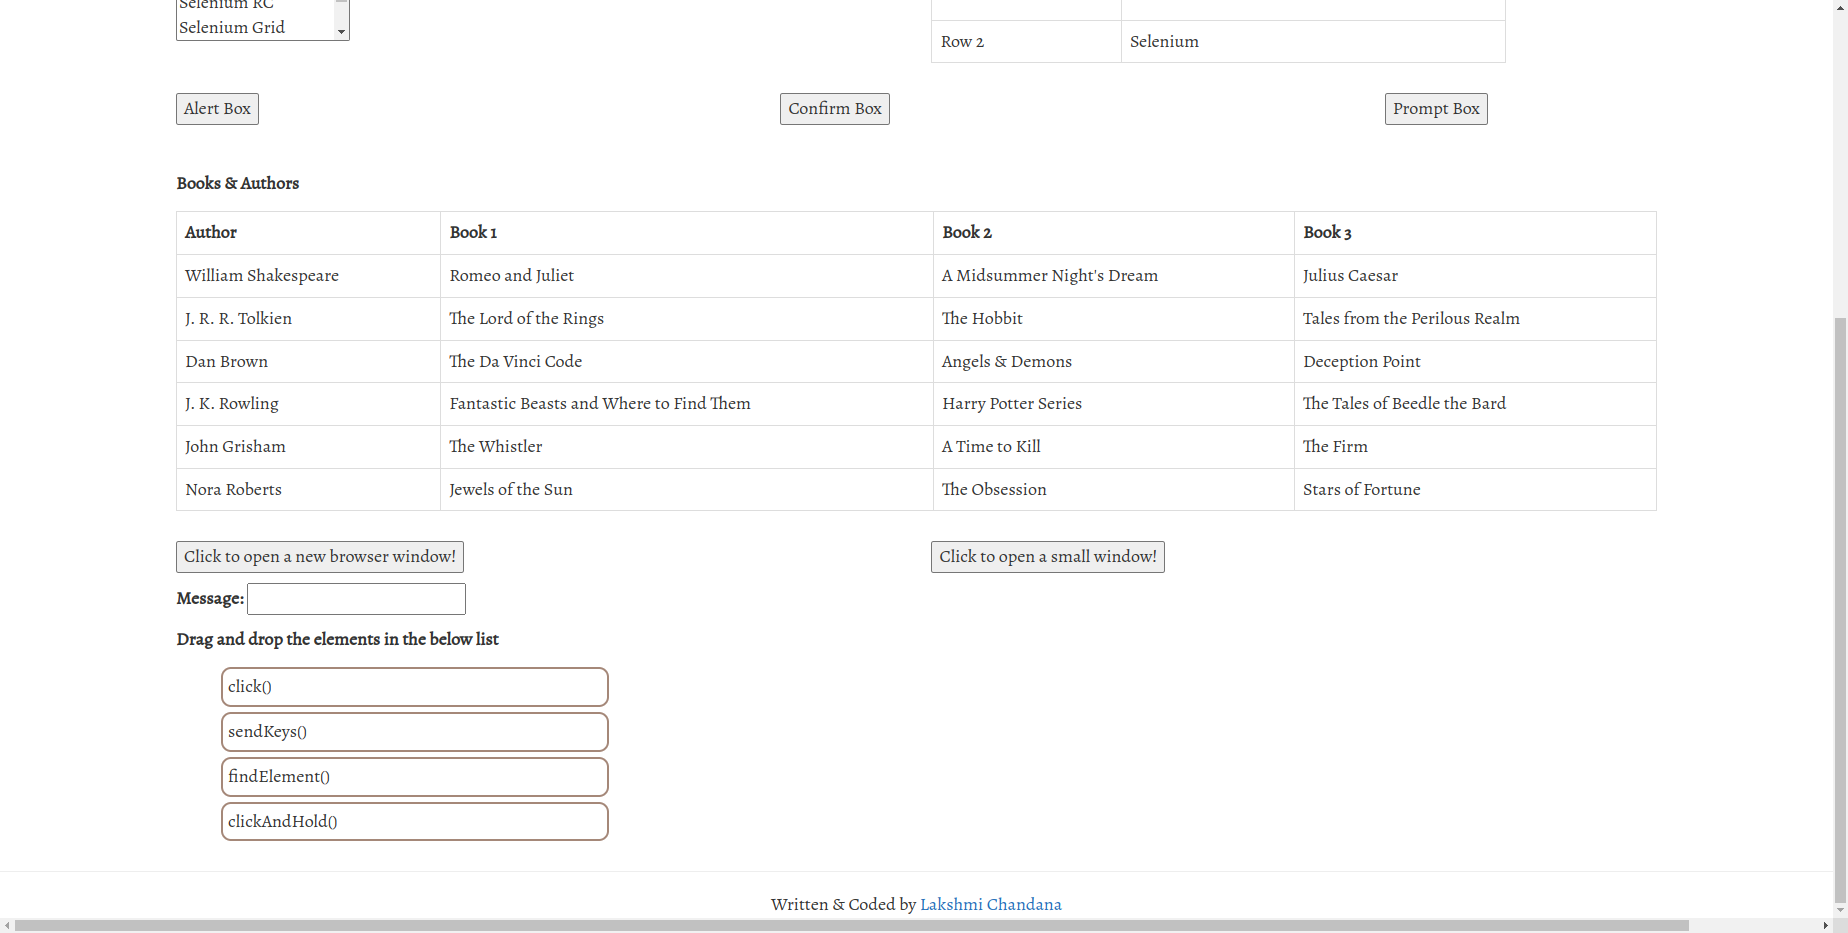 Selenium RC
Selenium Grid
Row 2 Selenium
Alert Box Confirm Box Prompt Box
Books & Authors
Author Book 1 Book 2 Book 3
William Shakespeare Romeo and Juliet A Midsummer Night's Dream Julius Caesar
J. R. R. Tolkien The Lord of the Rings The Hobbit Tales from the Perilous Realm
Dan Brown The Da Vinci Code Angels & Demons Deception Point
J. K. Rowling Fantastic Beasts and Where to Find Them Harry Potter Series The Tales of Beedle the Bard
John Grisham The Whistler A Time to Kill The Firm
Nora Roberts Jewels of the Sun The Obsession Stars of Fortune
Click to open a new browser window! Click to open a small window!
Message:
Drag and drop the elements in the below list
click()
sendKeys()
findElement()
clickAndHold()
Written & Coded by Lakshmi Chandana